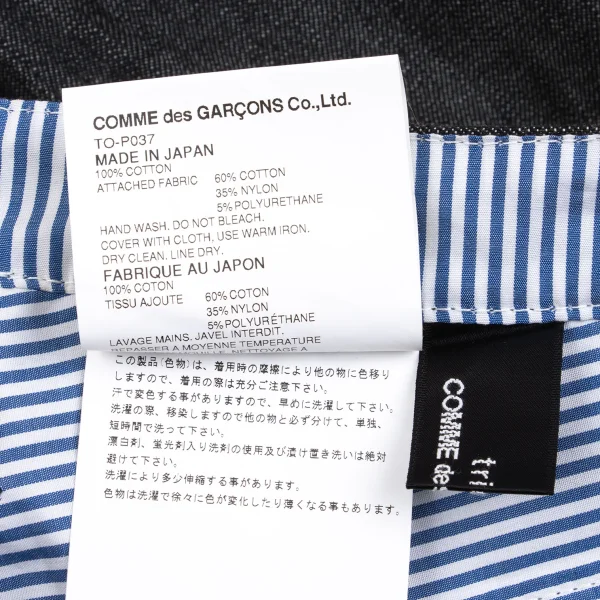 COMME des GARÇONS Co.,Ltd.
TO-P037
MADE IN JAPAN
100% COTTON
ATTACHED FABRIC 60% COTTON
35% NYLON
5% POLYURETHANE
HAND WASH. DO NOT BLEACH.
COVER WITH CLOTH, USE WARM IRON.
DRY CLEAN. LINE DRY.
FABRIQUE AU JAPON
100% COTTON
TISSU AJOUTE 60% COTTON
35% NYLON
5% POLYURÉTHANE
LAVAGE MAINS. JAVEL INTERDIT.
REPASSER A MOYENNE TEMPERATURE
NETTOYAGE A
この製品(色物)は、着用時の摩擦により他の物に色移り
しますので、着用の際は充分ご注意下さい。
汗で変色する事がありますので、早めに洗濯して下さい。
洗濯の際、移染しますので他の物と必ず分けて、単独、
短時間で洗って下さい。
漂白剤、蛍光剤入り洗剤の使用及び漬け置き洗いは絶対
避けて下さい。
洗濯により多少伸縮する事があります。
色物は洗濯で徐々に色が変化したり薄くなる事もあります。
tri
COMME des